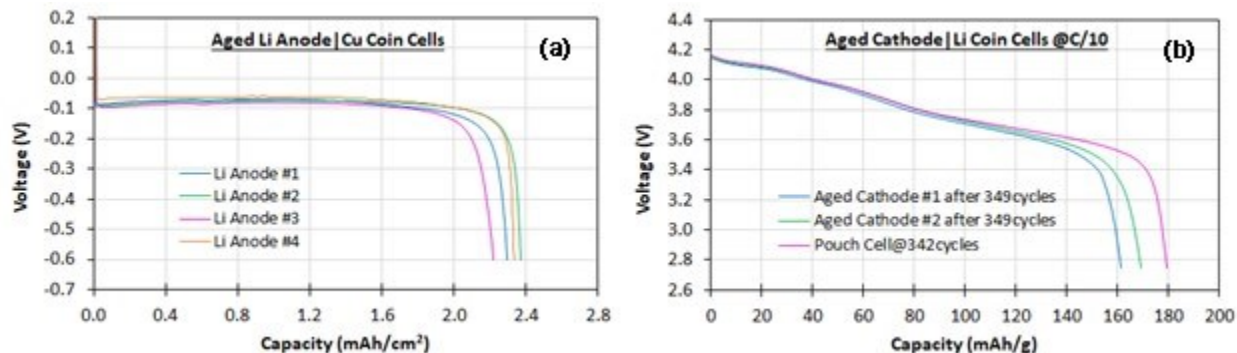 Aged Li Anode|Cu Coin Cells
(a)
0.2
0.1
0.0
-0.1
-0.2
-0.3
-0.4
-0.5
-0.6
-0.7
Voltage (V)
Li Anode #1
Li Anode #2
Li Anode #3
Li Anode #4
0.0 0.4 0.8 1.2 1.6 2.0 2.4 2.8
Capacity (mAh/cm²)
Aged Cathode|Li Coin Cells @C/10
(b)
4.4
4.2
4.0
3.8
3.6
3.4
3.2
3.0
2.8
2.6
Voltage (V)
Aged Cathode #1 after 349cycles
Aged Cathode #2 after 349cycles
Pouch Cell@342cycles
0 20 40 60 80 100 120 140 160 180 200
Capacity (mAh/g)